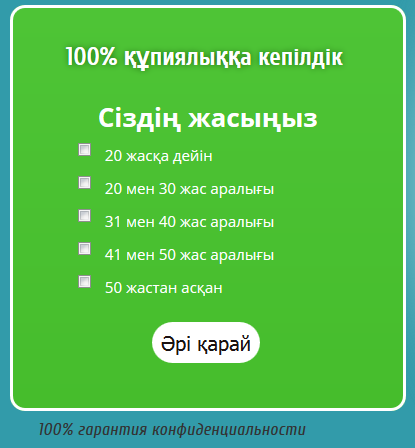 100% құпиялыққа кепілдік
Сіздің жасыңыз
20 жасқа дейін
20 мен 30 жас аралығы
31 мен 40 жас аралығы
41 мен 50 жас аралығы
50 жастан асқан
Әрі қарай
100% гарантия конфиденциальности